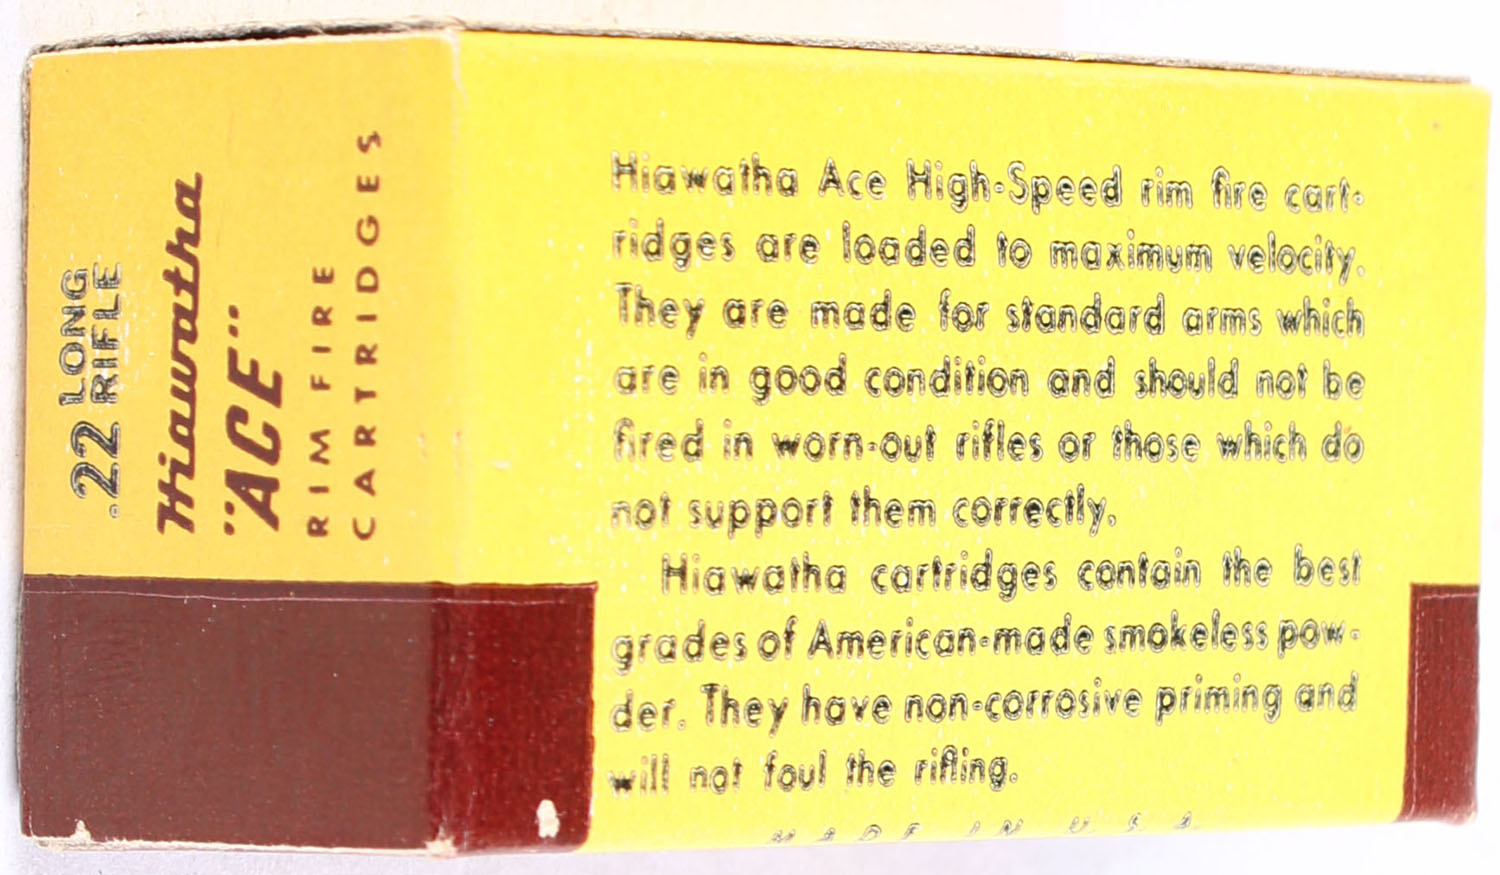 .22 LONG
RIFLE
Hiawatha
"ACE"
RIM FIRE
CARTRIDGES
Hiawatha Ace High-Speed rim fire cart-
ridges are loaded to maximum velocity.
They are made for standard arms which
are in good condition and should not be
fired in worn-out rifles or those which do
not support them correctly.
Hiawatha cartridges contain the best
grades of American-made smokeless pow-
der. They have non-corrosive priming and
will not foul the rifling.
MADE IN U.S.A.